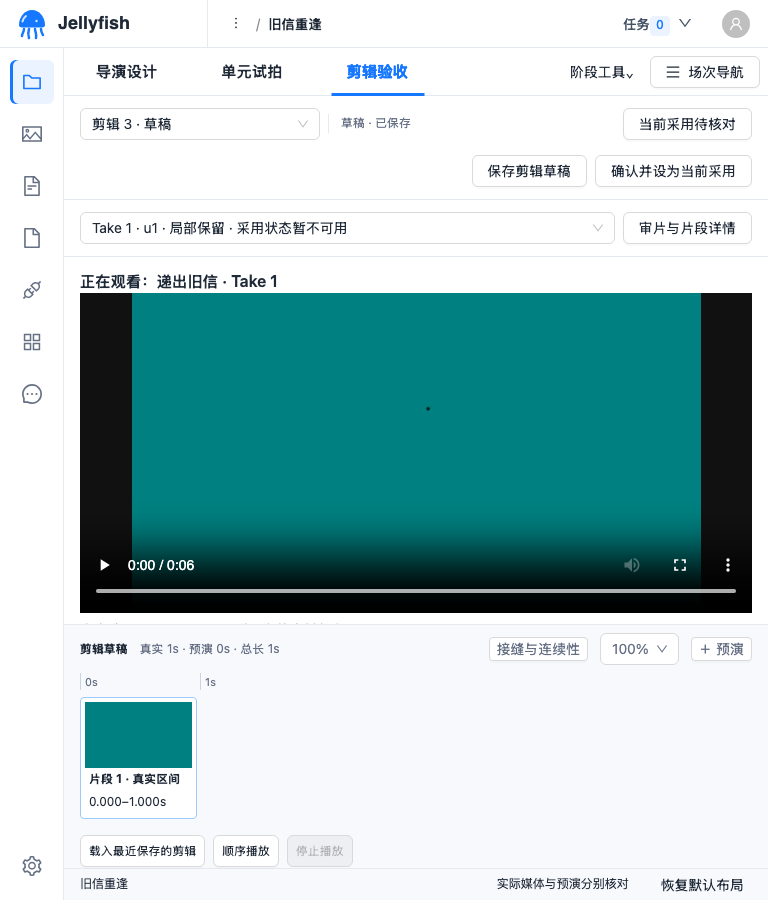 Jellyfish
/ 旧信重逢
任务 0
导演设计 单元试拍 剪辑验收
阶段工具 场次导航
剪辑 3 · 草稿
草稿 · 已保存
当前采用待核对
保存剪辑草稿 确认并设为当前采用
Take 1 · u1 · 局部保留 · 采用状态暂不可用
审片与片段详情
正在观看：递出旧信 · Take 1
0:00 / 0:06
剪辑草稿 真实 1s · 预演 0s · 总长 1s
接缝与连续性 100% + 预演
0s 1s
片段 1 · 真实区间
0.000–1.000s
载入最近保存的剪辑 顺序播放 停止播放
旧信重逢 实际媒体与预演分别核对 恢复默认布局